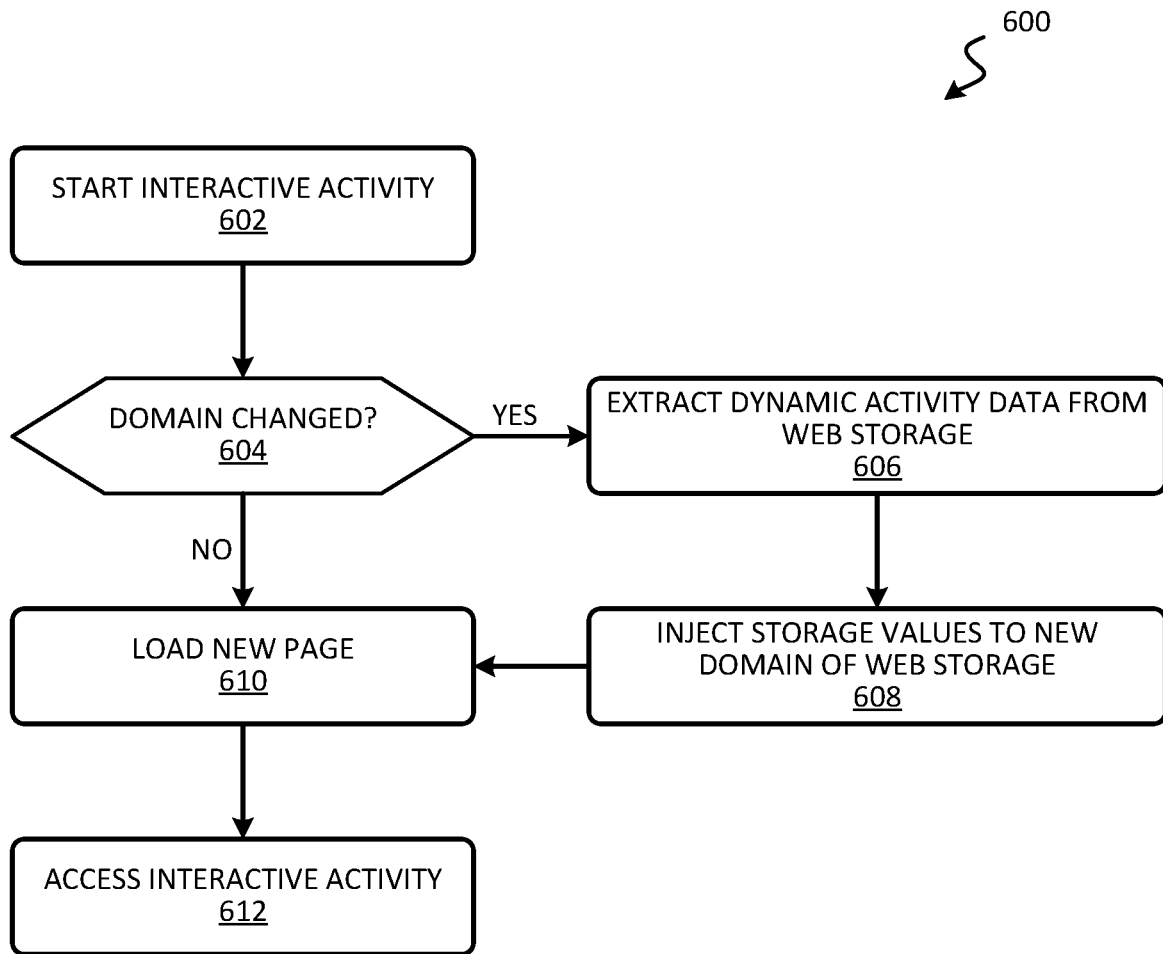 600
START INTERACTIVE ACTIVITY
602
DOMAIN CHANGED?
604
YES
EXTRACT DYNAMIC ACTIVITY DATA FROM
WEB STORAGE
606
NO
LOAD NEW PAGE
610
INJECT STORAGE VALUES TO NEW
DOMAIN OF WEB STORAGE
608
ACCESS INTERACTIVE ACTIVITY
612